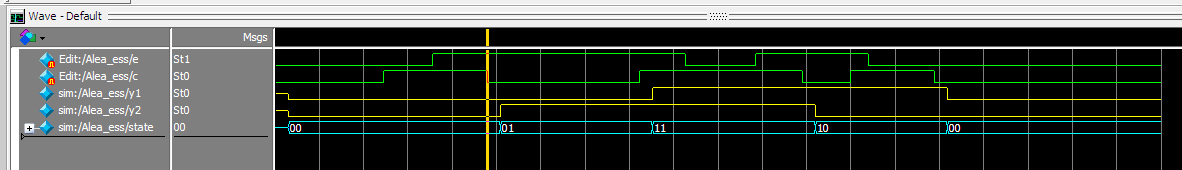 Wave - Default
Msgs
Edit:/Alea_ess/e St1
Edit:/Alea_ess/c St0
sim:/Alea_ess/y1 St0
sim:/Alea_ess/y2 St0
sim:/Alea_ess/state 00 00 01 11 10 00